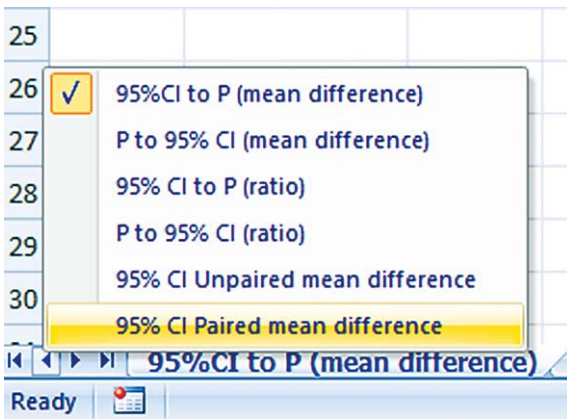 25
26
95%CI to P (mean difference)
27
P to 95% CI (mean difference)
28
95% CI to P (ratio)
29
P to 95% CI (ratio)
30
95% CI Unpaired mean difference
95% CI Paired mean difference
95%CI to P (mean difference)
Ready